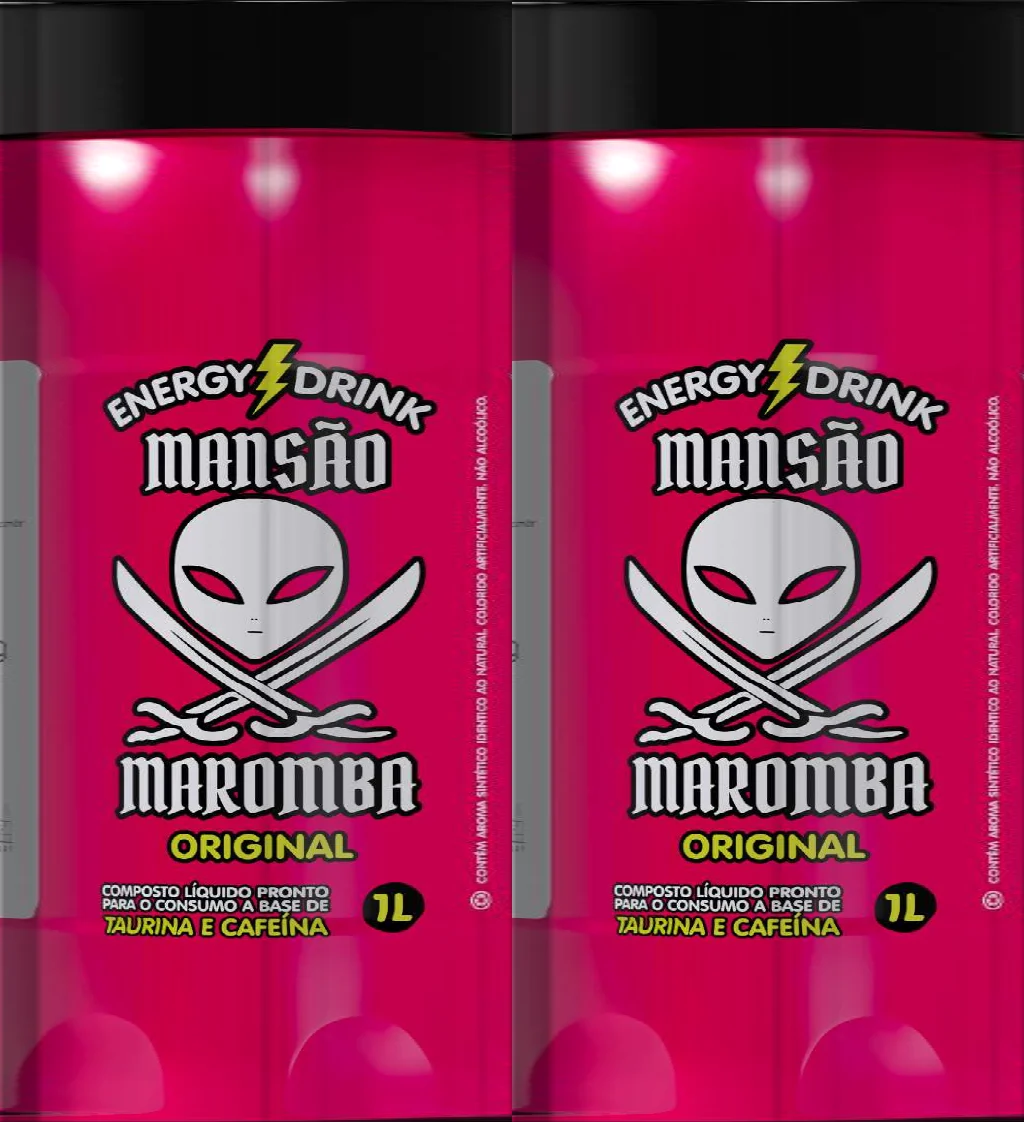 ENERGY DRINK
MANSÃO
MAROMBA
ORIGINAL
COMPOSTO LÍQUIDO PRONTO
PARA O CONSUMO A BASE DE
TAURINA E CAFEÍNA
1L
CONTÉM AROMA SINTÉTICO IDENTICO AO NATURAL. COLORIDO ARTIFICIALMENTE. NÃO ALCOÓLICO.
ENERGY DRINK
MANSÃO
MAROMBA
ORIGINAL
COMPOSTO LÍQUIDO PRONTO
PARA O CONSUMO A BASE DE
TAURINA E CAFEÍNA
1L
CONTÉM AROMA SINTÉTICO IDENTICO AO NATURAL. COLORIDO ARTIFICIALMENTE. NÃO ALCOÓLICO.